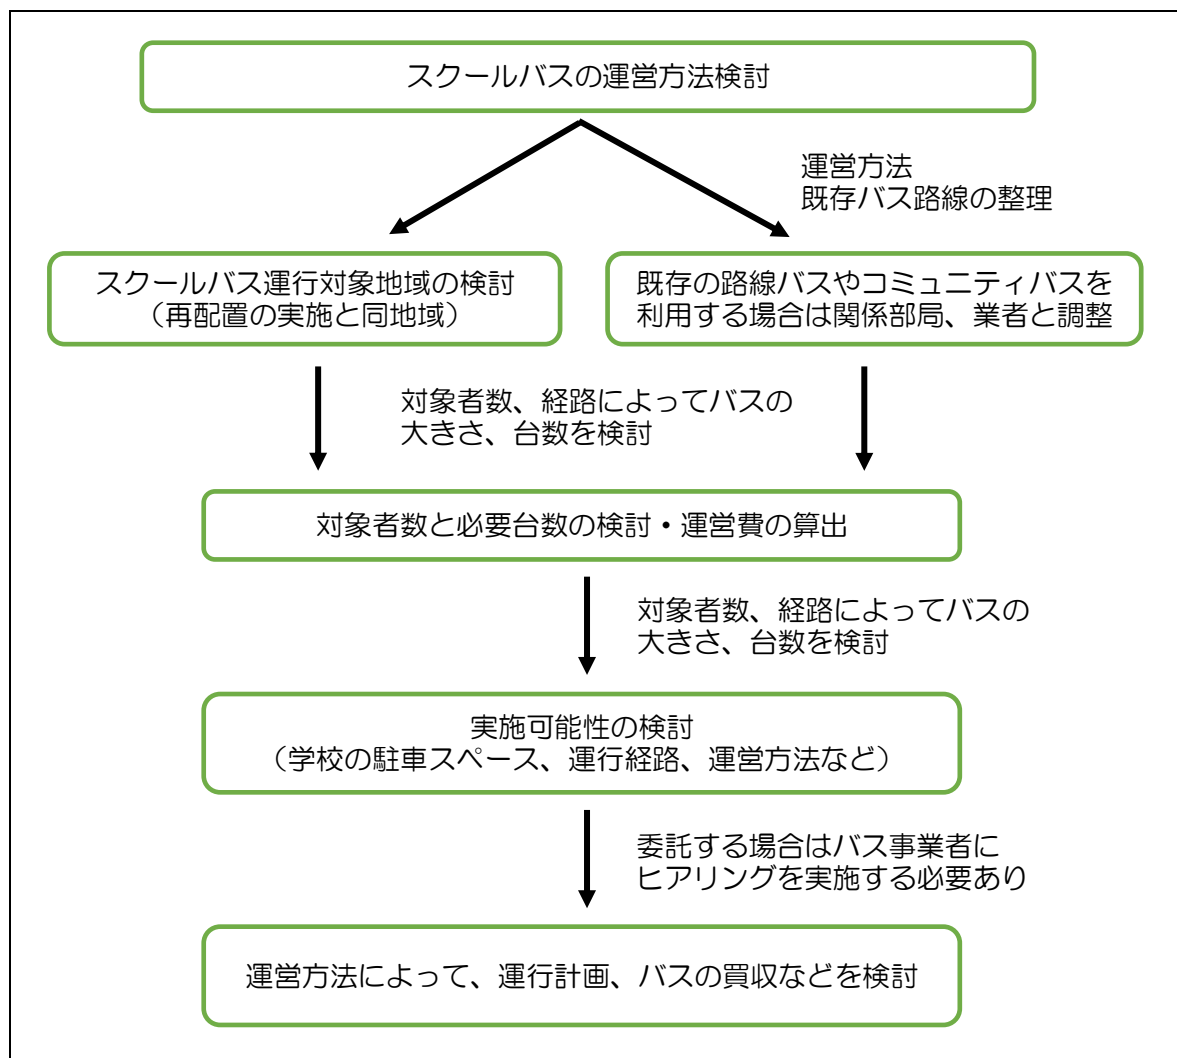 スクールバスの運営方法検討
運営方法
既存バス路線の整理
スクールバス運行対象地域の検討
（再配置の実施と同地域）
既存の路線バスやコミュニティバスを
利用する場合は関係部局、業者と調整
対象者数、経路によってバスの
大きさ、台数を検討
対象者数と必要台数の検討・運営費の算出
対象者数、経路によってバスの
大きさ、台数を検討
実施可能性の検討
（学校の駐車スペース、運行経路、運営方法など）
委託する場合はバス事業者に
ヒアリングを実施する必要あり
運営方法によって、運行計画、バスの買収などを検討